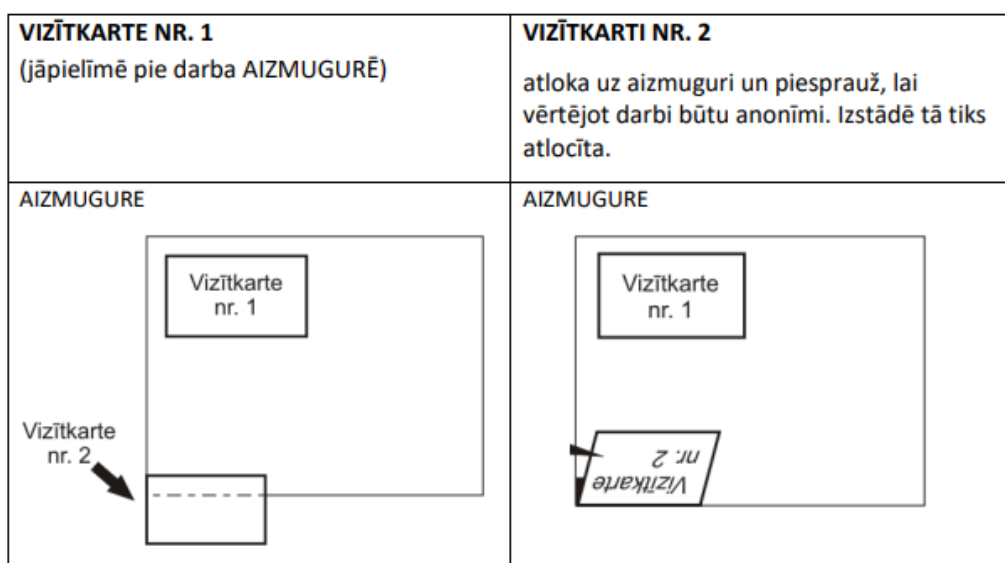 VIZĪTKARTE NR. 1
(jāpielīmē pie darba AIZMUGURĒ)
VIZĪTKARTI NR. 2
atloka uz aizmuguri un piesprauž, lai
vērtējot darbi būtu anonīmi. Izstādē tā tiks
atlocīta.
AIZMUGURE
Vizītkarte
nr. 1
Vizītkarte
nr. 2
AIZMUGURE
Vizītkarte
nr. 1
Vizītkarte
nr. 2